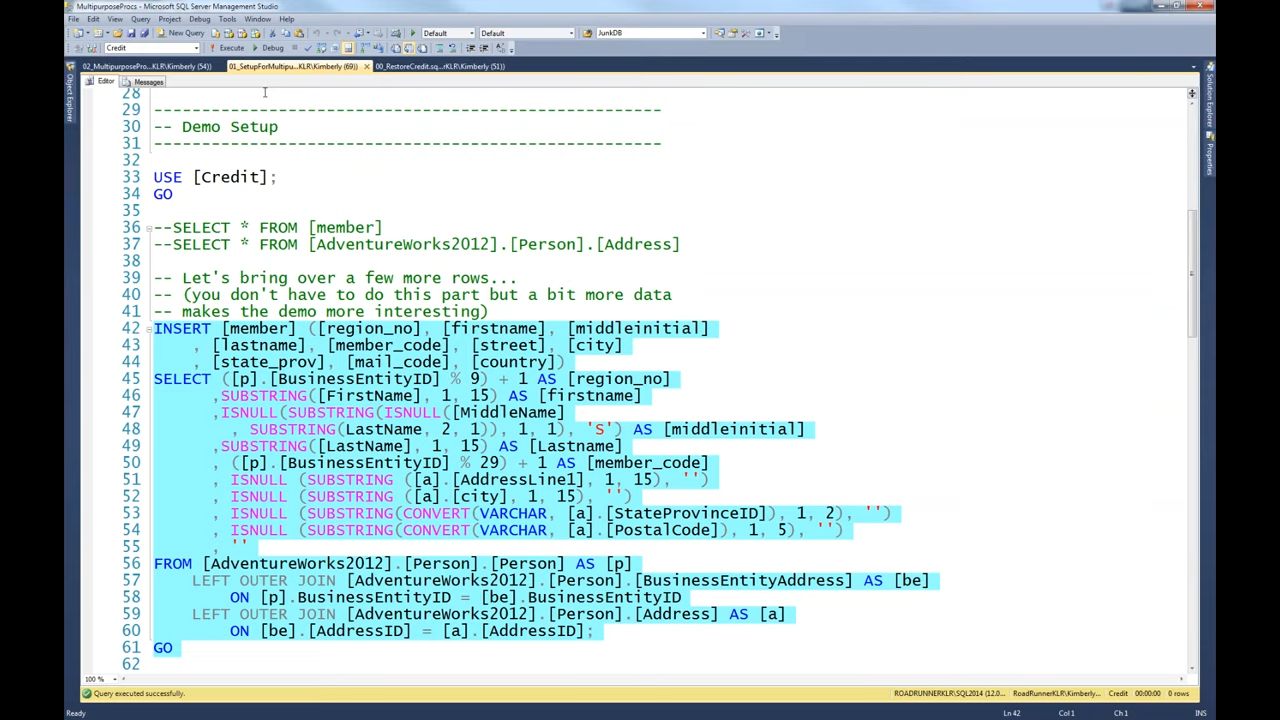 MultipurposeProcs - Microsoft SQL Server Management Studio
File Edit View Query Project Debug Tools Window Help
New Query Default Default JunkDB
Credit Execute Debug
02_MultipurposePro...KLR\Kimberly (54)) 01_SetupForMultipu...KLR\Kimberly (69)) 00_RestoreCredit.sq...rKLR\Kimberly (51))
Editor Messages
Object Explorer
Solution Explorer
Properties
28
29 -----------------------------------------------------
30 -- Demo Setup
31 -----------------------------------------------------
32
33 USE [Credit];
34 GO
35
36 --SELECT * FROM [member]
37 --SELECT * FROM [AdventureWorks2012].[Person].[Address]
38
39 -- Let's bring over a few more rows...
40 -- (you don't have to do this part but a bit more data
41 -- makes the demo more interesting)
42 INSERT [member] ([region_no], [firstname], [middleinitial]
43 , [lastname], [member_code], [street], [city]
44 , [state_prov], [mail_code], [country])
45 SELECT ([p].[BusinessEntityID] % 9) + 1 AS [region_no]
46 ,SUBSTRING([FirstName], 1, 15) AS [firstname]
47 ,ISNULL(SUBSTRING(ISNULL([MiddleName]
48 , SUBSTRING(LastName, 2, 1)), 1, 1), 'S') AS [middleinitial]
49 ,SUBSTRING([LastName], 1, 15) AS [Lastname]
50 , ([p].[BusinessEntityID] % 29) + 1 AS [member_code]
51 , ISNULL (SUBSTRING ([a].[AddressLine1], 1, 15), '')
52 , ISNULL (SUBSTRING ([a].[city], 1, 15), '')
53 , ISNULL (SUBSTRING(CONVERT(VARCHAR, [a].[StateProvinceID]), 1, 2), '')
54 , ISNULL (SUBSTRING(CONVERT(VARCHAR, [a].[PostalCode]), 1, 5), '')
55 , ''
56 FROM [AdventureWorks2012].[Person].[Person] AS [p]
57 LEFT OUTER JOIN [AdventureWorks2012].[Person].[BusinessEntityAddress] AS [be]
58 ON [p].BusinessEntityID = [be].BusinessEntityID
59 LEFT OUTER JOIN [AdventureWorks2012].[Person].[Address] AS [a]
60 ON [be].[AddressID] = [a].[AddressID];
61 GO
62
100 %
Query executed successfully. ROADRUNNERKLR\SQL2014 (12.0... RoadRunnerKLR\Kimberly... Credit 00:00:00 0 rows
Ready Ln 42 Col 1 Ch 1 INS